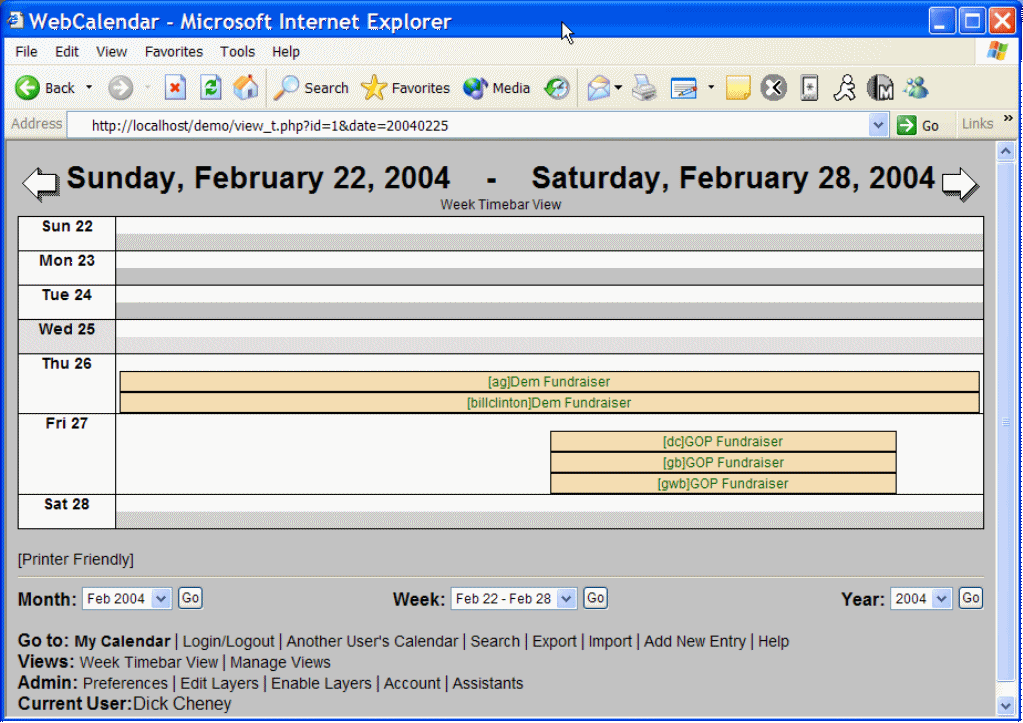 WebCalendar - Microsoft Internet Explorer
File Edit View Favorites Tools Help
Back Search Favorites Media
Address http://localhost/demo/view_t.php?id=1&date=20040225 Go Links »
Sunday, February 22, 2004 - Saturday, February 28, 2004
Week Timebar View
Sun 22
Mon 23
Tue 24
Wed 25
Thu 26
[ag]Dem Fundraiser
[billclinton]Dem Fundraiser
Fri 27
[dc]GOP Fundraiser
[gb]GOP Fundraiser
[gwb]GOP Fundraiser
Sat 28
[Printer Friendly]
Month: Feb 2004 Go Week: Feb 22 - Feb 28 Go Year: 2004 Go
Go to: My Calendar | Login/Logout | Another User's Calendar | Search | Export | Import | Add New Entry | Help
Views: Week Timebar View | Manage Views
Admin: Preferences | Edit Layers | Enable Layers | Account | Assistants
Current User:Dick Cheney